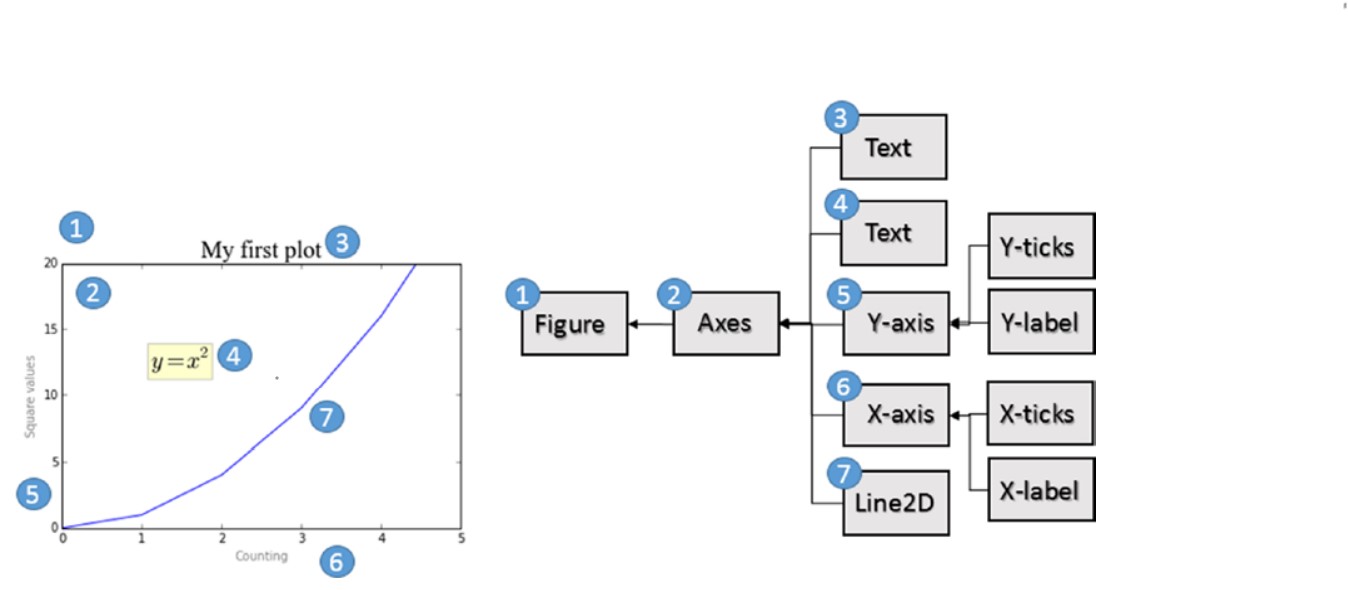 1
My first plot 3
20
2
15
y=x²  4
10
7
Square values
5
5
0
0 1 2 3 4 5
Counting
6
3
Text
4
Text
Y-ticks
1
Figure
2
Axes
5
Y-axis
Y-label
6
X-axis
X-ticks
7
Line2D
X-label